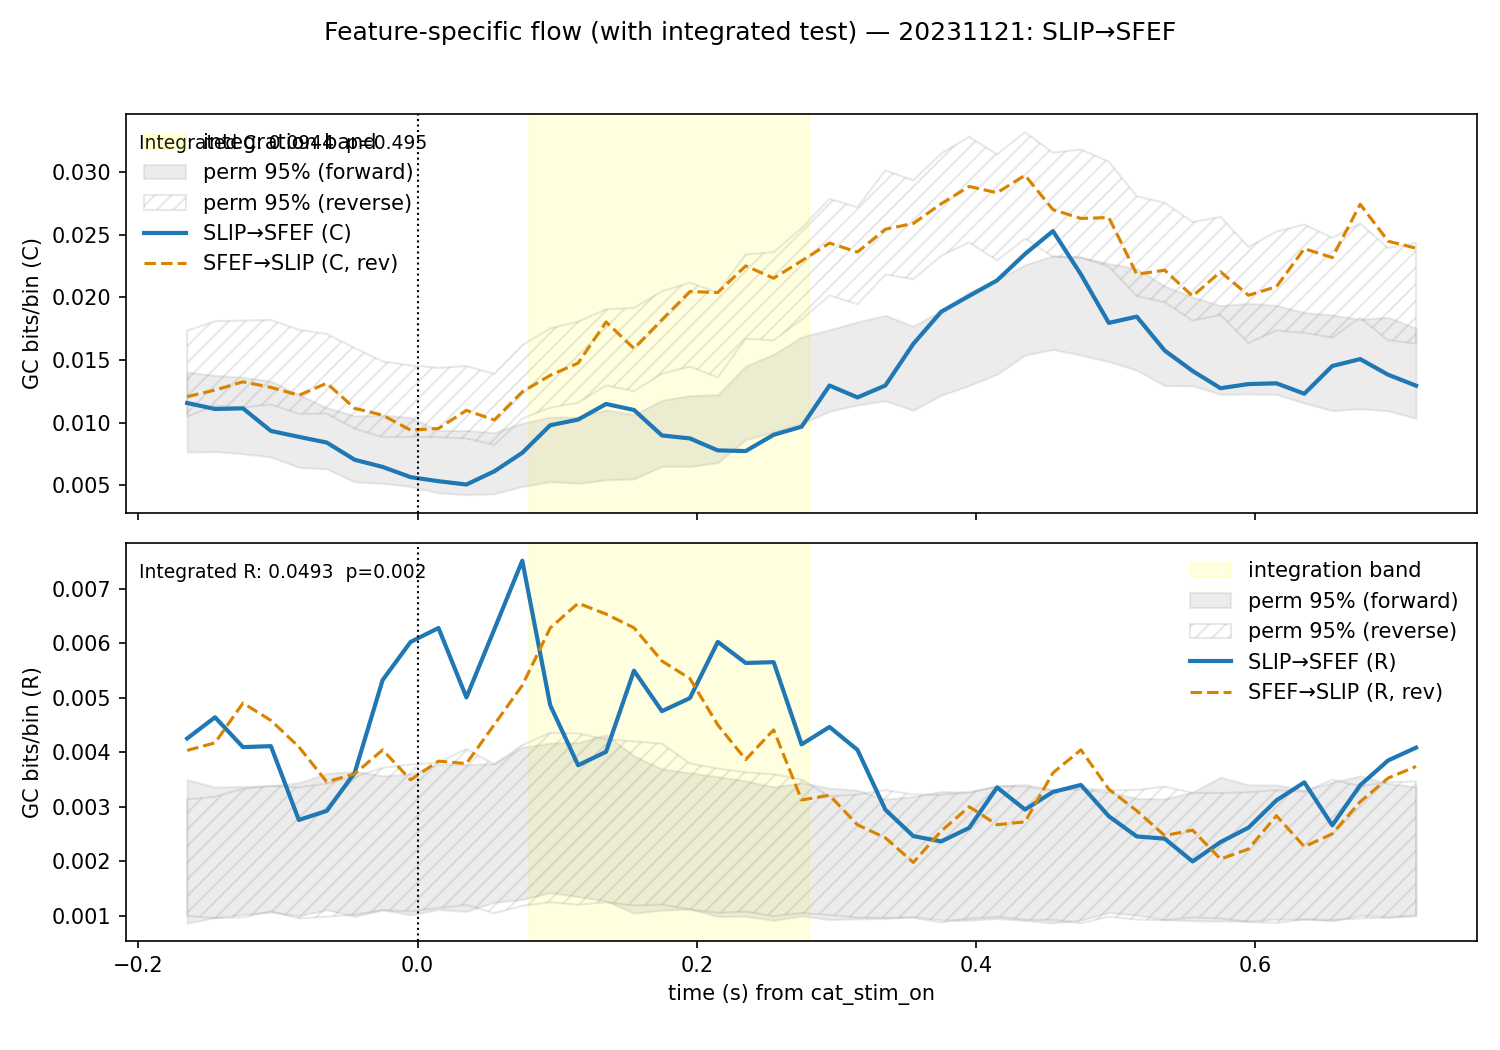 Feature-specific flow (with integrated test) — 20231121: SLIP→SFEF
GC bits/bin (C)
0.030
0.025
0.020
0.015
0.010
0.005
Integrated C: 0.0944 p=0.495
integration band
perm 95% (forward)
perm 95% (reverse)
SLIP→SFEF (C)
SFEF→SLIP (C, rev)
GC bits/bin (R)
0.007
0.006
0.005
0.004
0.003
0.002
0.001
Integrated R: 0.0493 p=0.002
integration band
perm 95% (forward)
perm 95% (reverse)
SLIP→SFEF (R)
SFEF→SLIP (R, rev)
−0.2 0.0 0.2 0.4 0.6
time (s) from cat_stim_on